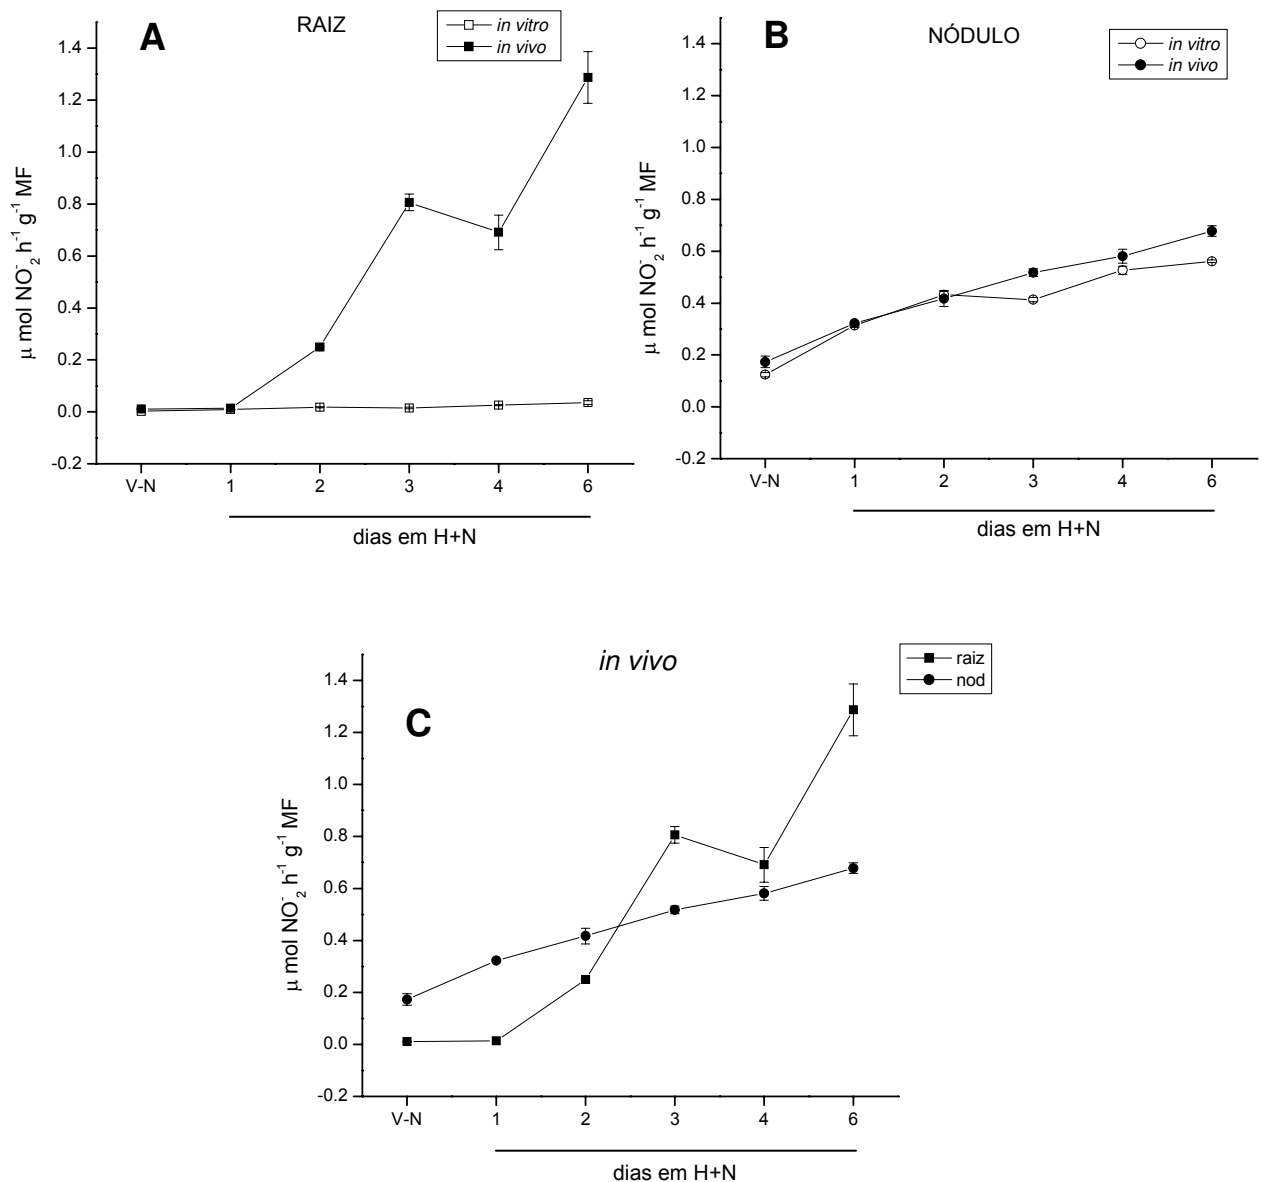 A
RAIZ
in vitro
in vivo
1.4
1.2
1.0
0.8
0.6
0.4
0.2
0.0
-0.2
μ mol NO₂⁻ h⁻¹ g⁻¹ MF
V-N 1 2 3 4 6
dias em H+N
B
NÓDULO
in vitro
in vivo
1.4
1.2
1.0
0.8
0.6
0.4
0.2
0.0
-0.2
μ mol NO₂⁻ h⁻¹ g⁻¹ MF
V-N 1 2 3 4 6
dias em H+N
in vivo
raiz
nod
C
1.4
1.2
1.0
0.8
0.6
0.4
0.2
0.0
-0.2
μ mol NO₂⁻ h⁻¹ g⁻¹ MF
V-N 1 2 3 4 6
dias em H+N